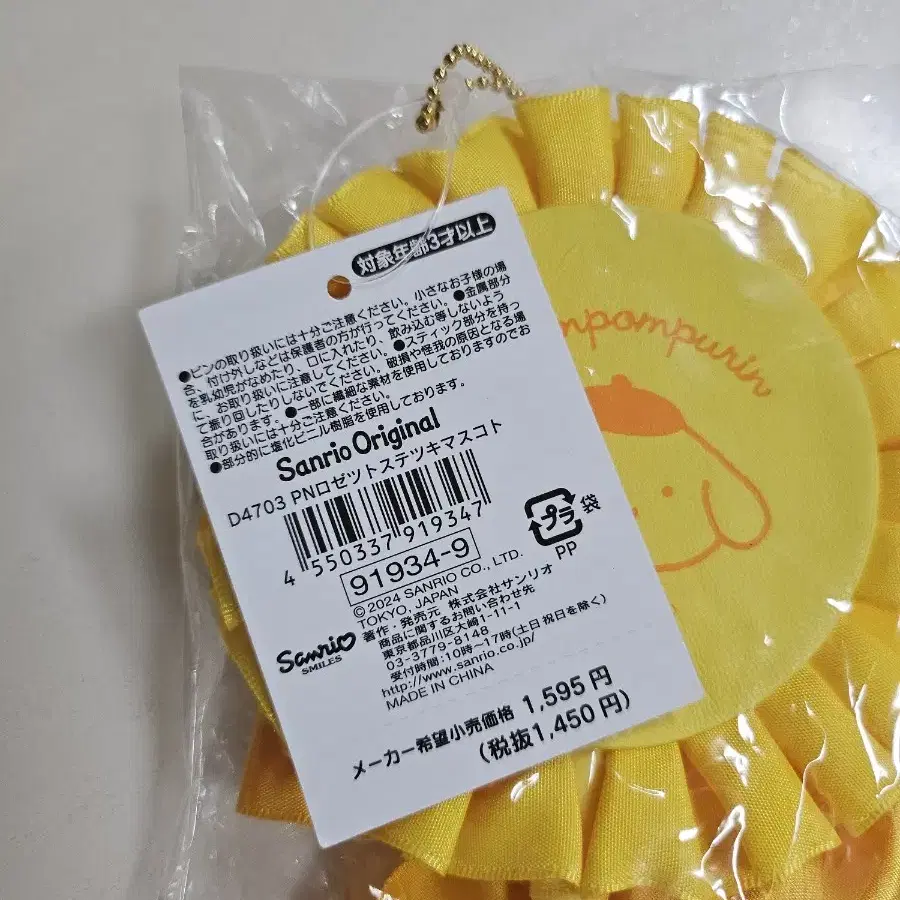 対象年齢3才以上
●ピンの取り扱いには十分ご注意ください。小さなお子様の場
合、付け外しなどは保護者の方が行ってください。●金属部分
を乳幼児がなめたり、口に入れたり、飲み込む等しないよう
に、お取り扱いに注意してください。●スティック部分を持っ
て振り回したりしないでください。破損や怪我の原因となる場
合があります。●一部に繊細な素材を使用しておりますのでお
取り扱いには十分ご注意ください。
●部分的に塩化ビニル樹脂を使用しております。
Sanrio Original
D4703 PNロゼツトステツキマスコト
4 550337 919347
91934-9
プラ 袋
PP
©2024 SANRIO CO., LTD.
TOKYO, JAPAN
著作・発売元 株式会社サンリオ
商品に関するお問い合わせ先
東京都品川区大崎1-11-1
03-3779-8148
受付時間:10時~17時(土日祝日を除く)
http://www.sanrio.co.jp/
MADE IN CHINA
Sanrio
SMILES
メーカー希望小売価格 1,595円
(税抜1,450円)
mpompurin